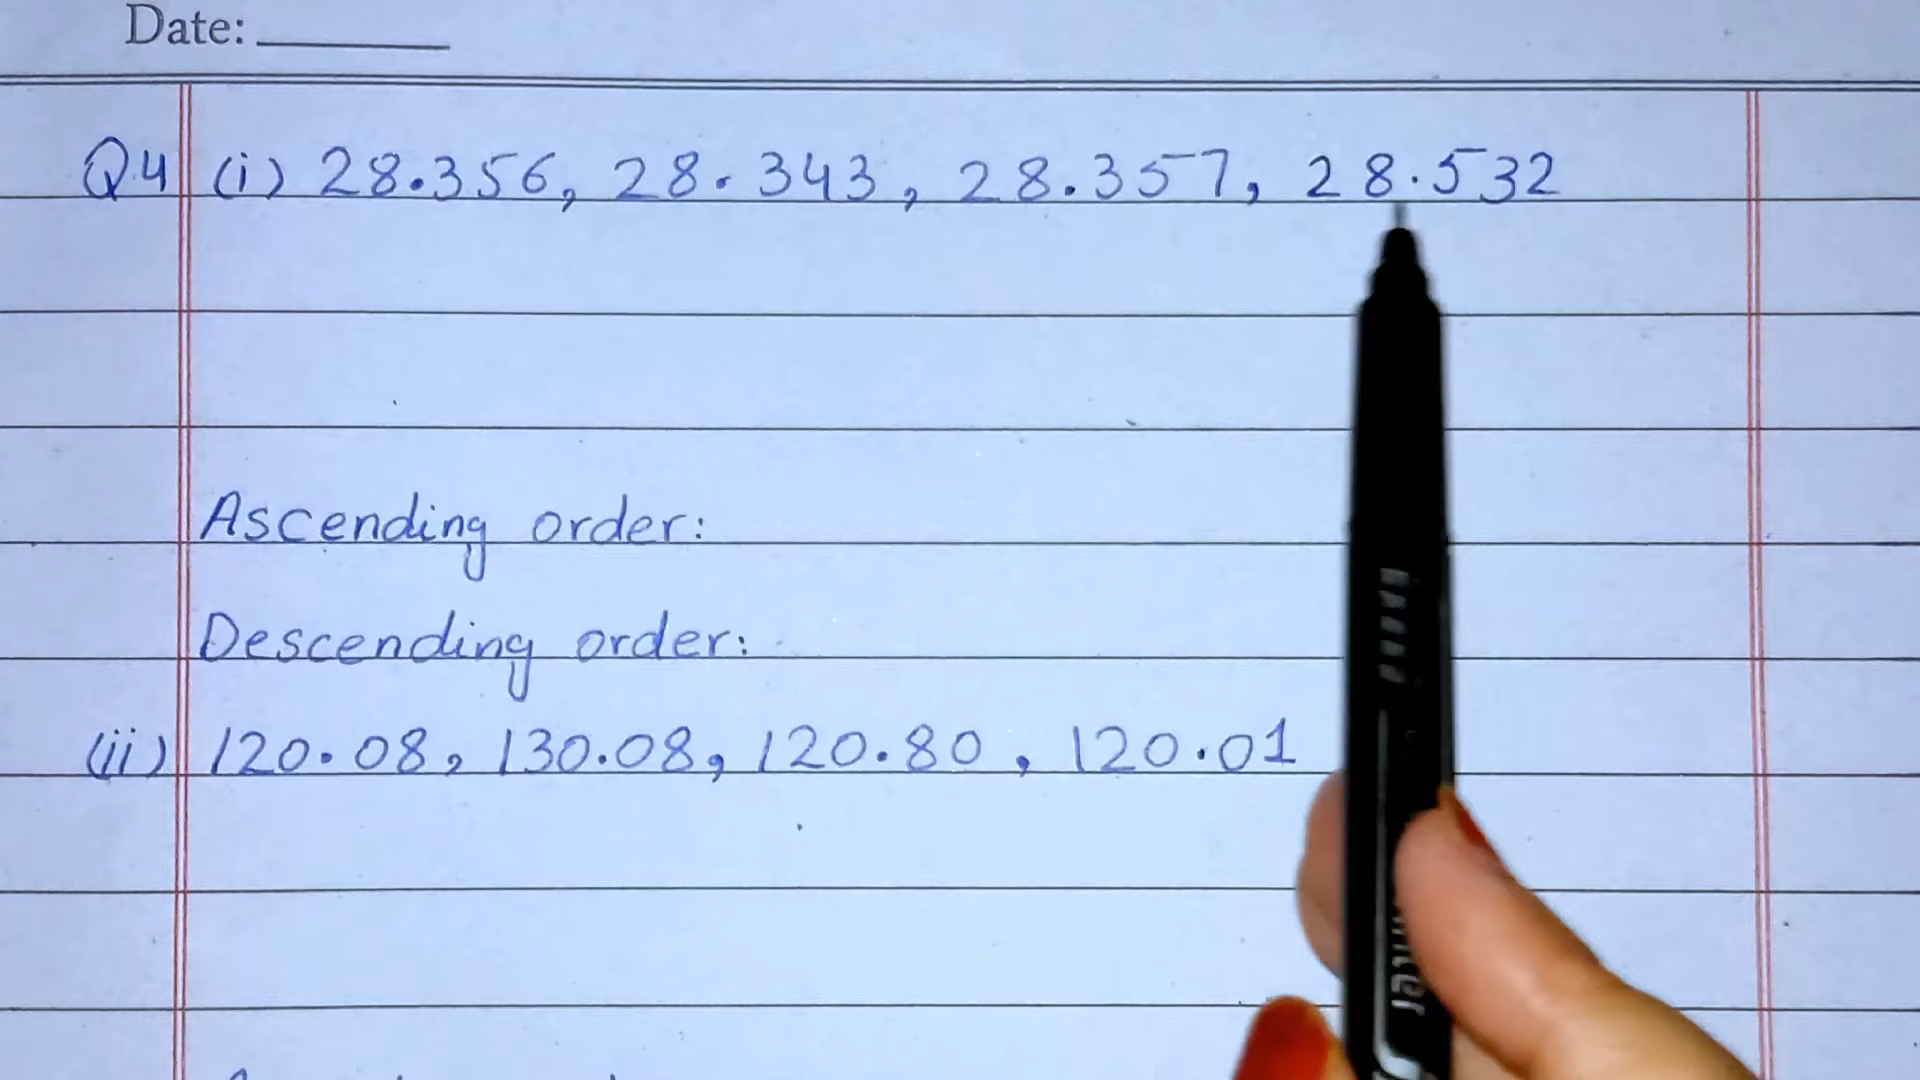 Date:
Q4 (i) 28.356, 28.343, 28.357, 28.532
Ascending order:
Descending order:
(ii) 120.08, 130.08, 120.80, 120.01